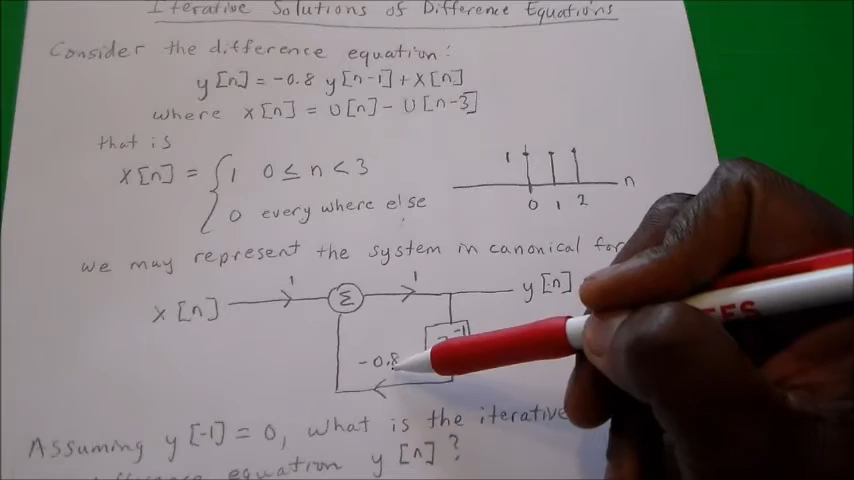 Iterative Solutions of Difference Equations
Consider the difference equation:
y[n] = -0.8 y[n-1] + x[n]
where x[n] = U[n] - U[n-3]
that is
x[n] = { 1 0 ≤ n < 3
0 every where else
1
n
0 1 2
we may represent the system in canonical for
1 1
x[n] Σ y[n]
-1
-0.8
Assuming y[-1] = 0, what is the iterative
equation y[n]?
ES